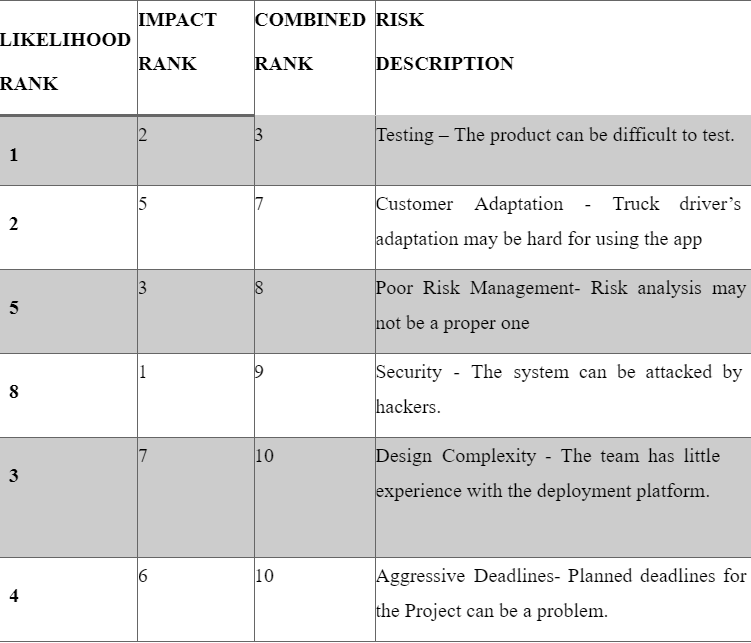 LIKELIHOOD RANK | IMPACT RANK | COMBINED RANK | RISK DESCRIPTION
1 | 2 | 3 | Testing – The product can be difficult to test.
2 | 5 | 7 | Customer Adaptation - Truck driver’s
adaptation may be hard for using the app
5 | 3 | 8 | Poor Risk Management- Risk analysis may
not be a proper one
8 | 1 | 9 | Security - The system can be attacked by
hackers.
3 | 7 | 10 | Design Complexity - The team has little
experience with the deployment platform.
4 | 6 | 10 | Aggressive Deadlines- Planned deadlines for
the Project can be a problem.